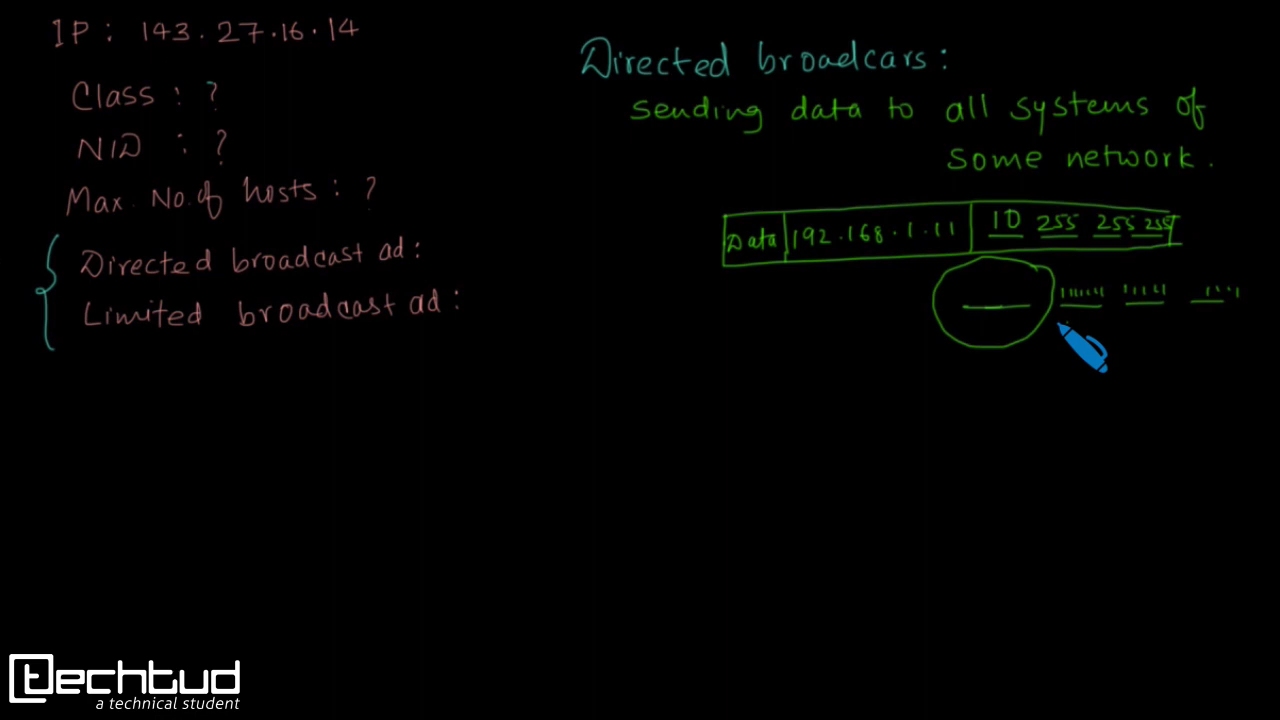 IP : 143.27.16.14
Class : ?
NID : ?
Max. No. of hosts : ?
Directed broadcast ad :
Limited broadcast ad :
Directed broadcars :
sending data to all systems of
some network.
Data 192.168.1.11 10 255 255 255
techtud
a technical student